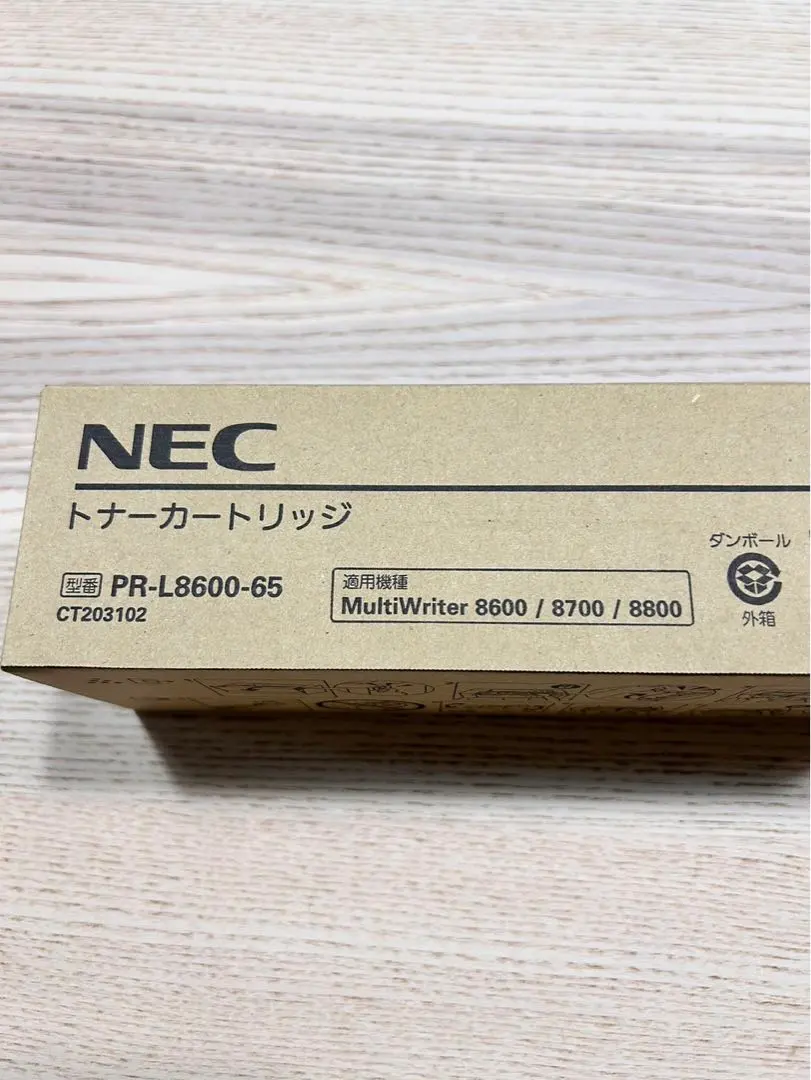 NEC
トナーカートリッジ
型番 PR-L8600-65
CT203102
適用機種
MultiWriter 8600 / 8700 / 8800
ダンボール
外箱